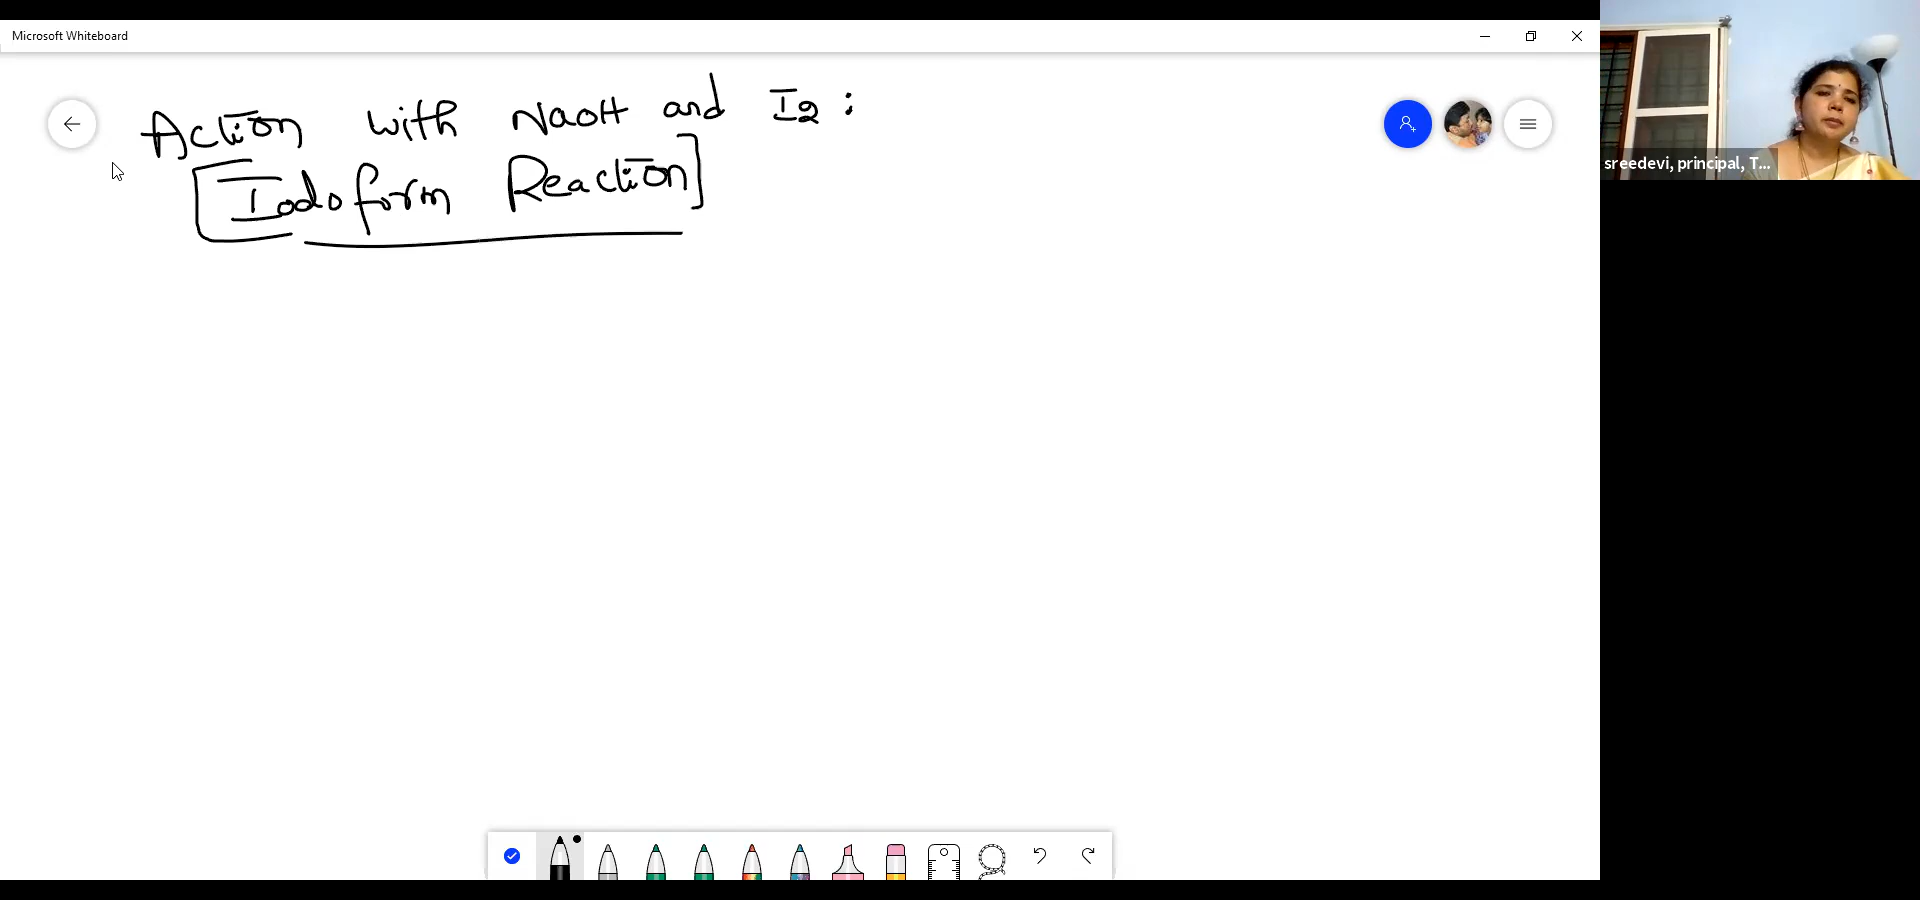 Microsoft Whiteboard
Action with NaOH and I2 :
[Iodoform Reaction]
sreedevi, principal, T...